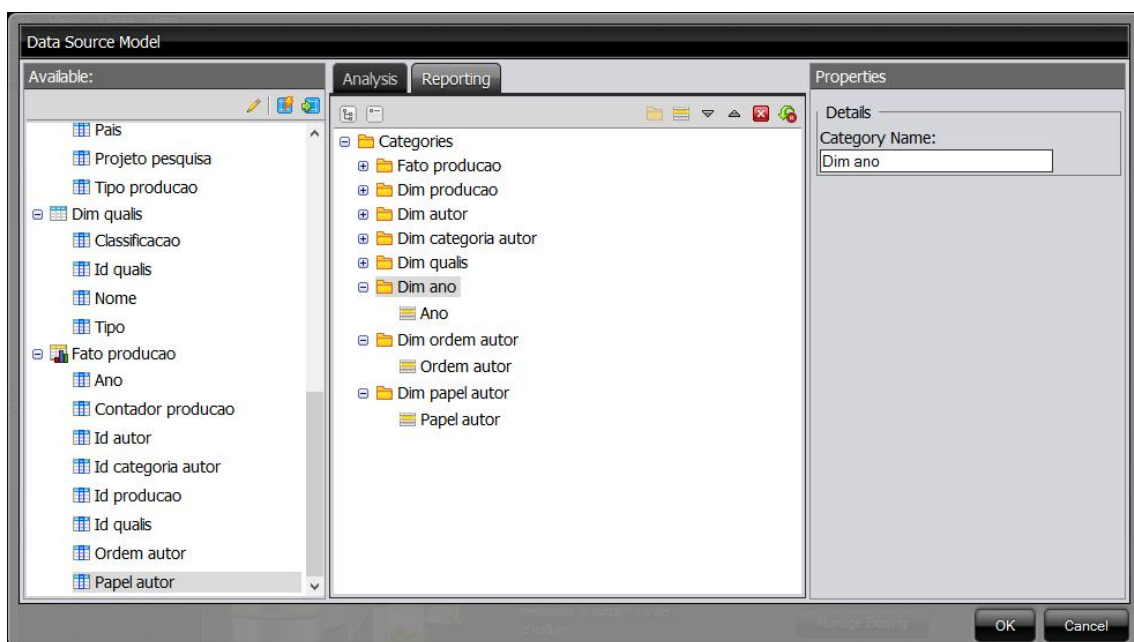 Data Source Model
Available:
Pais
Projeto pesquisa
Tipo producao
Dim qualis
Classificacao
Id qualis
Nome
Tipo
Fato producao
Ano
Contador producao
Id autor
Id categoria autor
Id producao
Id qualis
Ordem autor
Papel autor
Analysis Reporting
Categories
Fato producao
Dim producao
Dim autor
Dim categoria autor
Dim qualis
Dim ano
Ano
Dim ordem autor
Ordem autor
Dim papel autor
Papel autor
Properties
Details
Category Name:
Dim ano
Manage Existing
OK Cancel